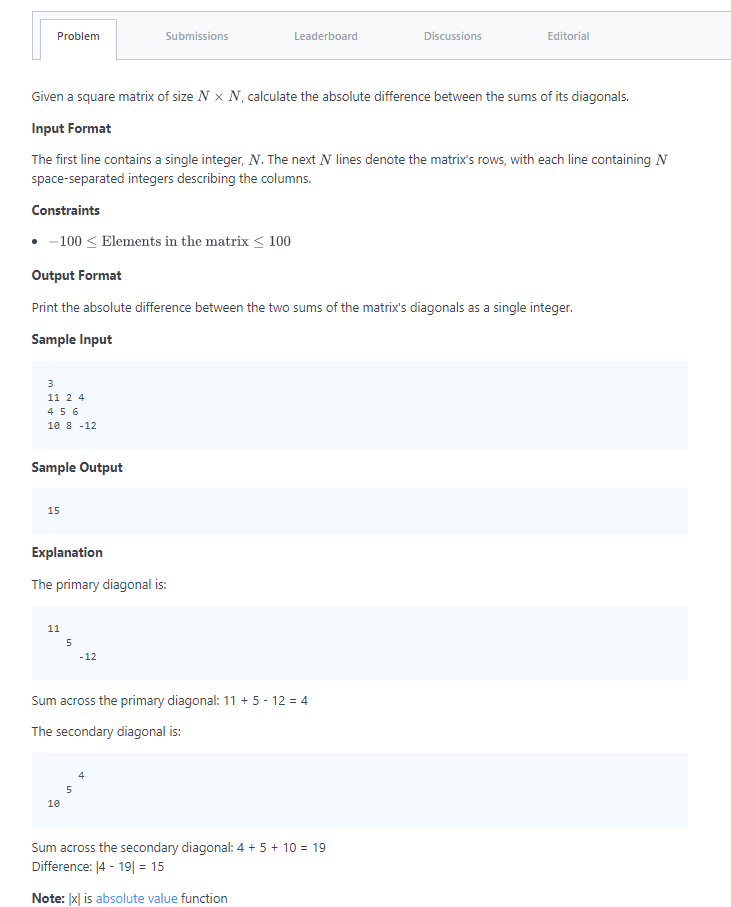 Problem Submissions Leaderboard Discussions Editorial
Given a square matrix of size N × N, calculate the absolute difference between the sums of its diagonals.
Input Format
The first line contains a single integer, N. The next N lines denote the matrix's rows, with each line containing N
space-separated integers describing the columns.
Constraints
• −100 ≤ Elements in the matrix ≤ 100
Output Format
Print the absolute difference between the two sums of the matrix's diagonals as a single integer.
Sample Input
3
11 2 4
4 5 6
10 8 -12
Sample Output
15
Explanation
The primary diagonal is:
11
5
-12
Sum across the primary diagonal: 11 + 5 - 12 = 4
The secondary diagonal is:
4
5
10
Sum across the secondary diagonal: 4 + 5 + 10 = 19
Difference: |4 - 19| = 15
Note: |x| is absolute value function